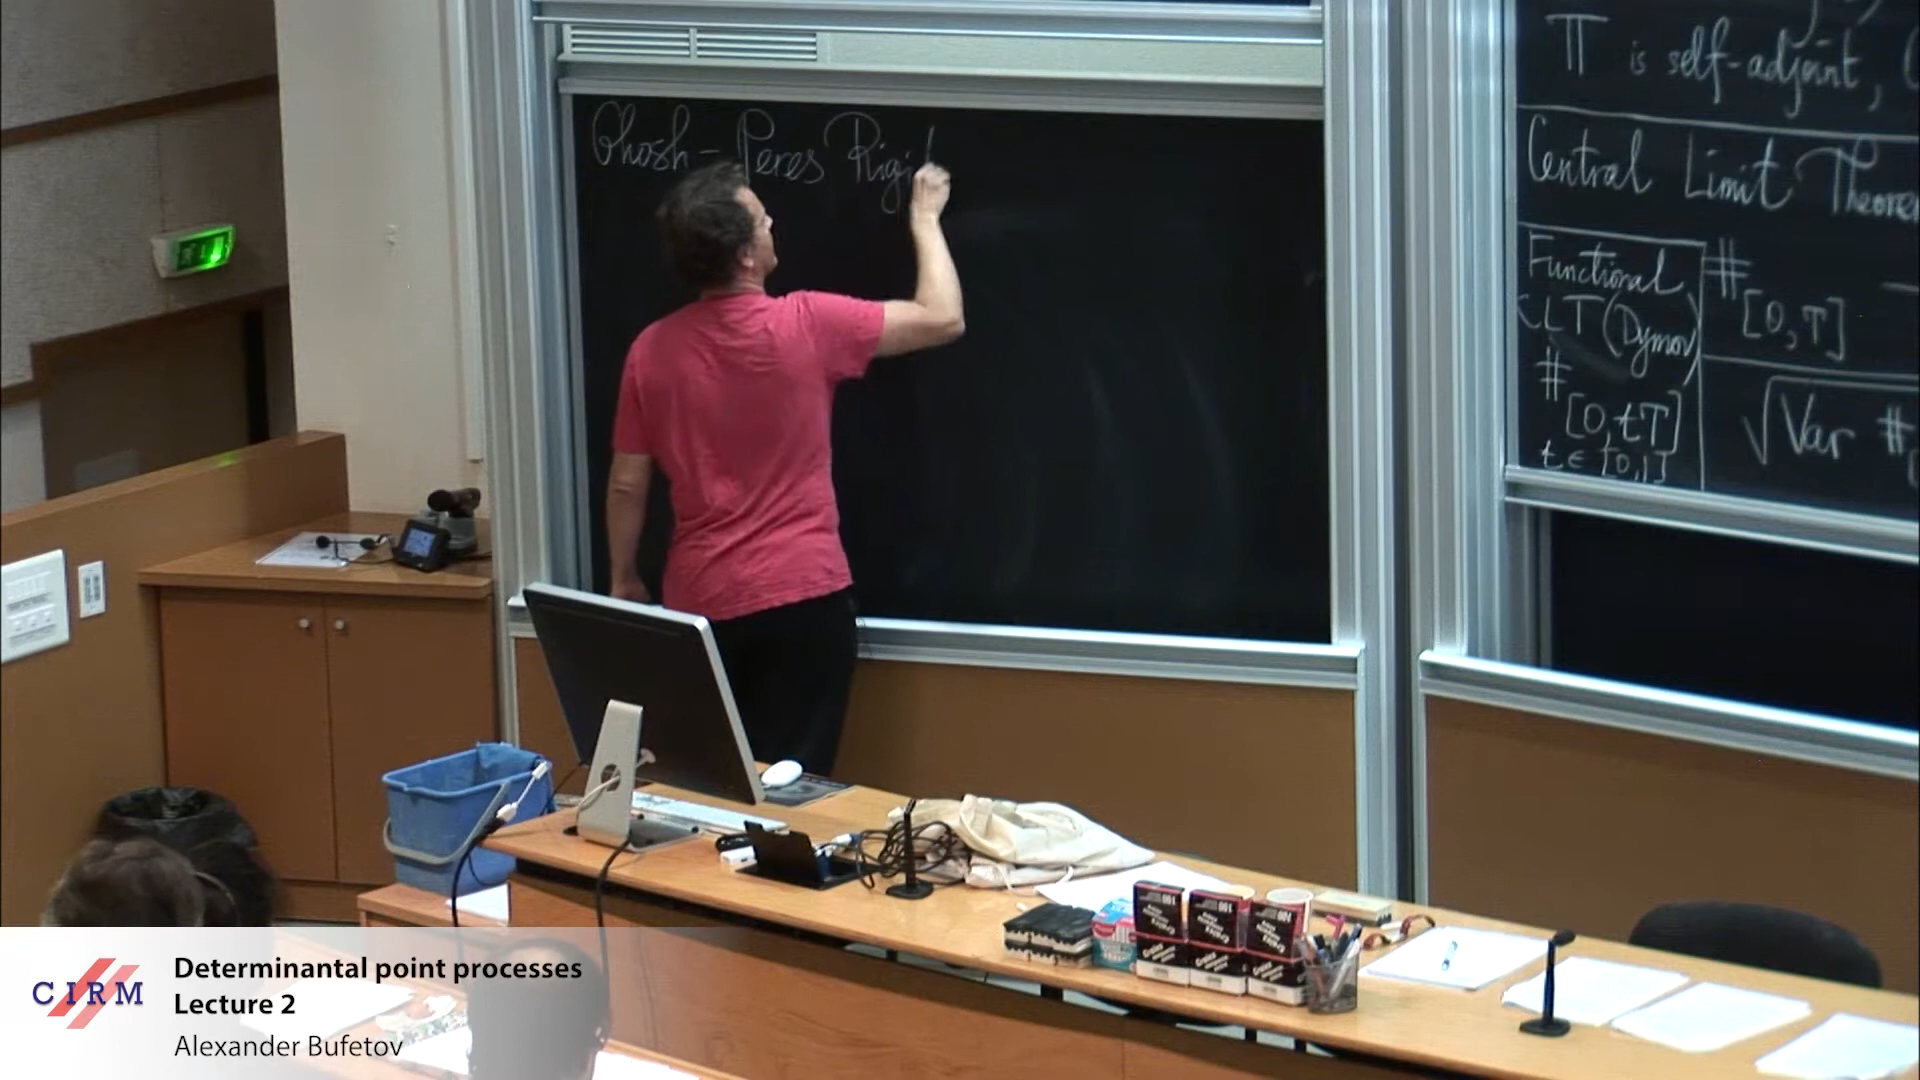 Ghosh - Peres Rigid
Π is self-adjoint,
Central Limit Theorem
Functional
CLT (Dymov)
#[0,tT]
t ∈ [0,1]
#[0,T] -
√Var #[
CIRM
Determinantal point processes
Lecture 2
Alexander Bufetov